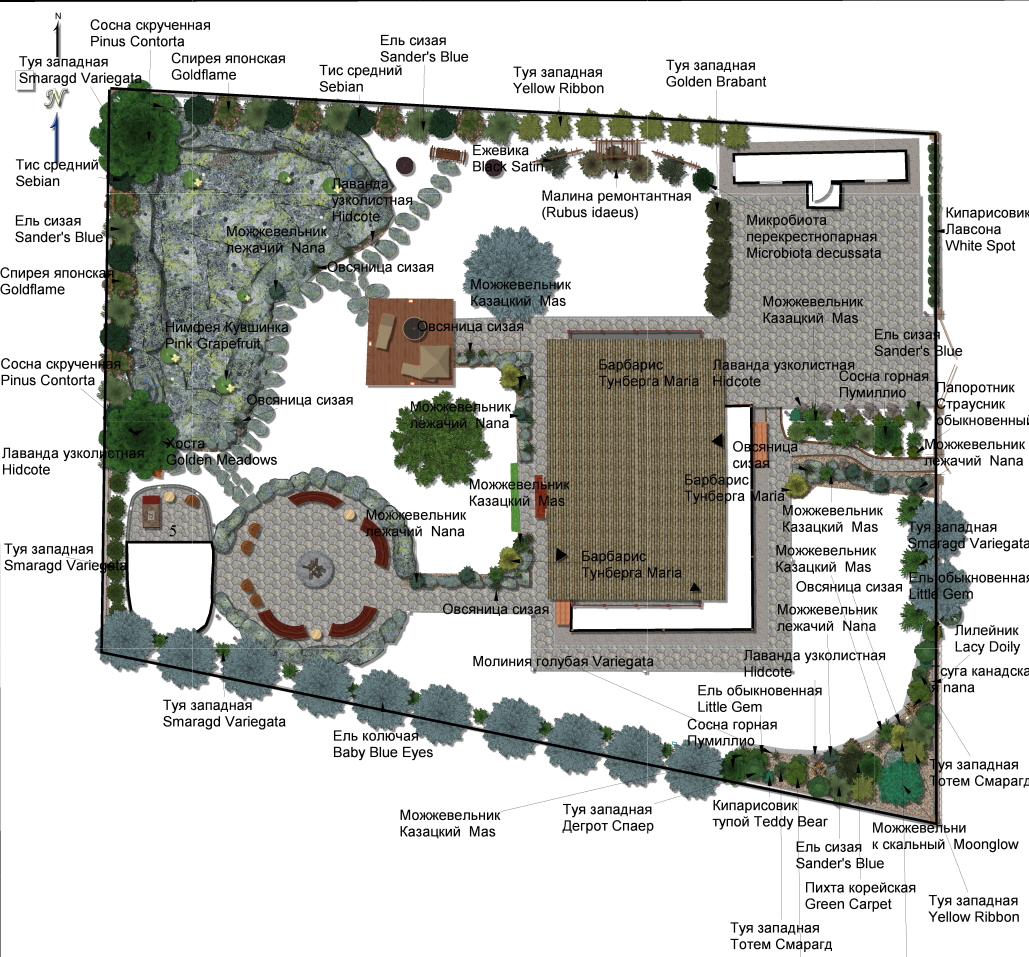 N
Сосна скрученная
Pinus Contorta
Туя западная
Smaragd Variegata
N
Спирея японская
Goldflame
Тис средний
Sebian
Ель сизая
Sander's Blue
Туя западная
Yellow Ribbon
Туя западная
Golden Brabant
Тис средний
Sebian
Ель сизая
Sander's Blue
Спирея японская
Goldflame
Сосна скрученная
Pinus Contorta
Лаванда узколистная
Hidcote
Туя западная
Smaragd Variegata
Ежевика
Black Satin
Малина ремонтантная
(Rubus idaeus)
Лаванда
узколистная
Hidcote
Можжевельник
лежачий Nana
Овсяница сизая
Нимфея Кувшинка
Pink Grapefruit
Овсяница сизая
Хоста
Golden Meadows
Можжевельник
Казацкий Mas
Овсяница сизая
Микробиота
перекрестнопарная
Microbiota decussata
Кипарисовик
Лавсона
White Spot
Можжевельник
Казацкий Mas
Ель сизая
Sander's Blue
Барбарис
Тунберга Maria
Лаванда узколистная
Hidcote
Сосна горная
Пумиллио
Папоротник
Страусник
обыкновенный
Можжевельник
лежачий Nana
Можжевельник
лежачий Nana
Овсяница
сизая
Барбарис
Тунберга Maria
Можжевельник
Казацкий Mas
Можжевельник
лежачий Nana
5
Можжевельник
Казацкий Mas
Туя западная
Smaragd Variegata
Можжевельник
Казацкий Mas
Барбарис
Тунберга Maria
Овсяница сизая
Ель обыкновенная
Little Gem
Овсяница сизая
Можжевельник
лежачий Nana
Лилейник
Lacy Doily
Молиния голубая Variegata
Лаванда узколистная
Hidcote
Тсуга канадска
я nana
Ель обыкновенная
Little Gem
Сосна горная
Пумиллио
Туя западная
Smaragd Variegata
Ель колючая
Baby Blue Eyes
Туя западная
Тотем Смарагд
Можжевельник
Казацкий Mas
Туя западная
Дегрот Спаер
Кипарисовик
тупой Teddy Bear
Можжевельни
к скальный Moonglow
Ель сизая
Sander's Blue
Пихта корейская
Green Carpet
Туя западная
Yellow Ribbon
Туя западная
Тотем Смарагд